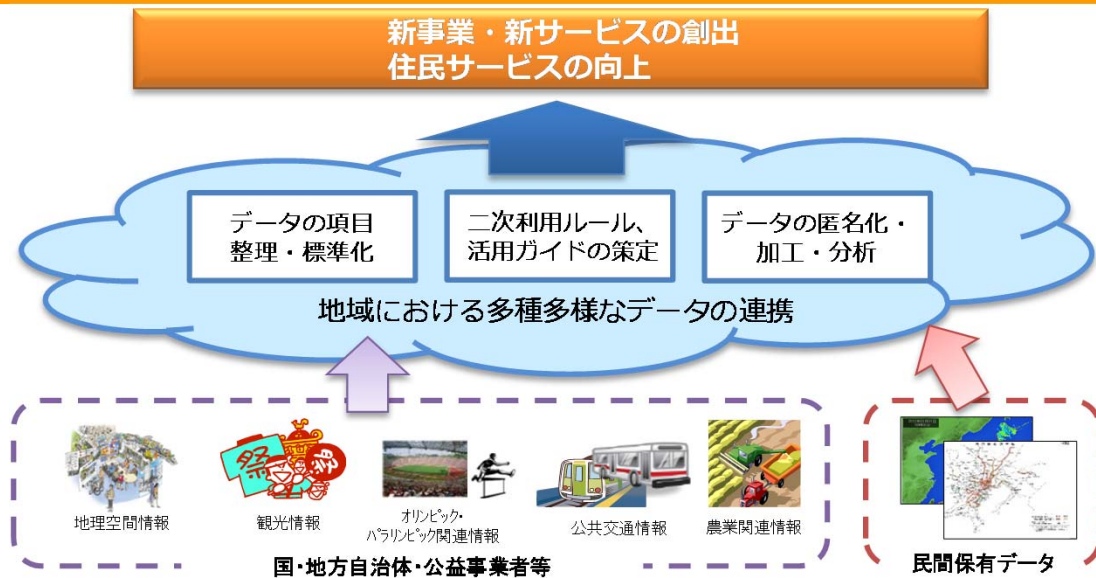 新事業・新サービスの創出
住民サービスの向上
データの項目
整理・標準化
二次利用ルール、
活用ガイドの策定
データの匿名化・
加工・分析
地域における多種多様なデータの連携
祭
地理空間情報
観光情報
オリンピック・
パラリンピック関連情報
公共交通情報
農業関連情報
国・地方自治体・公益事業者等
民間保有データ